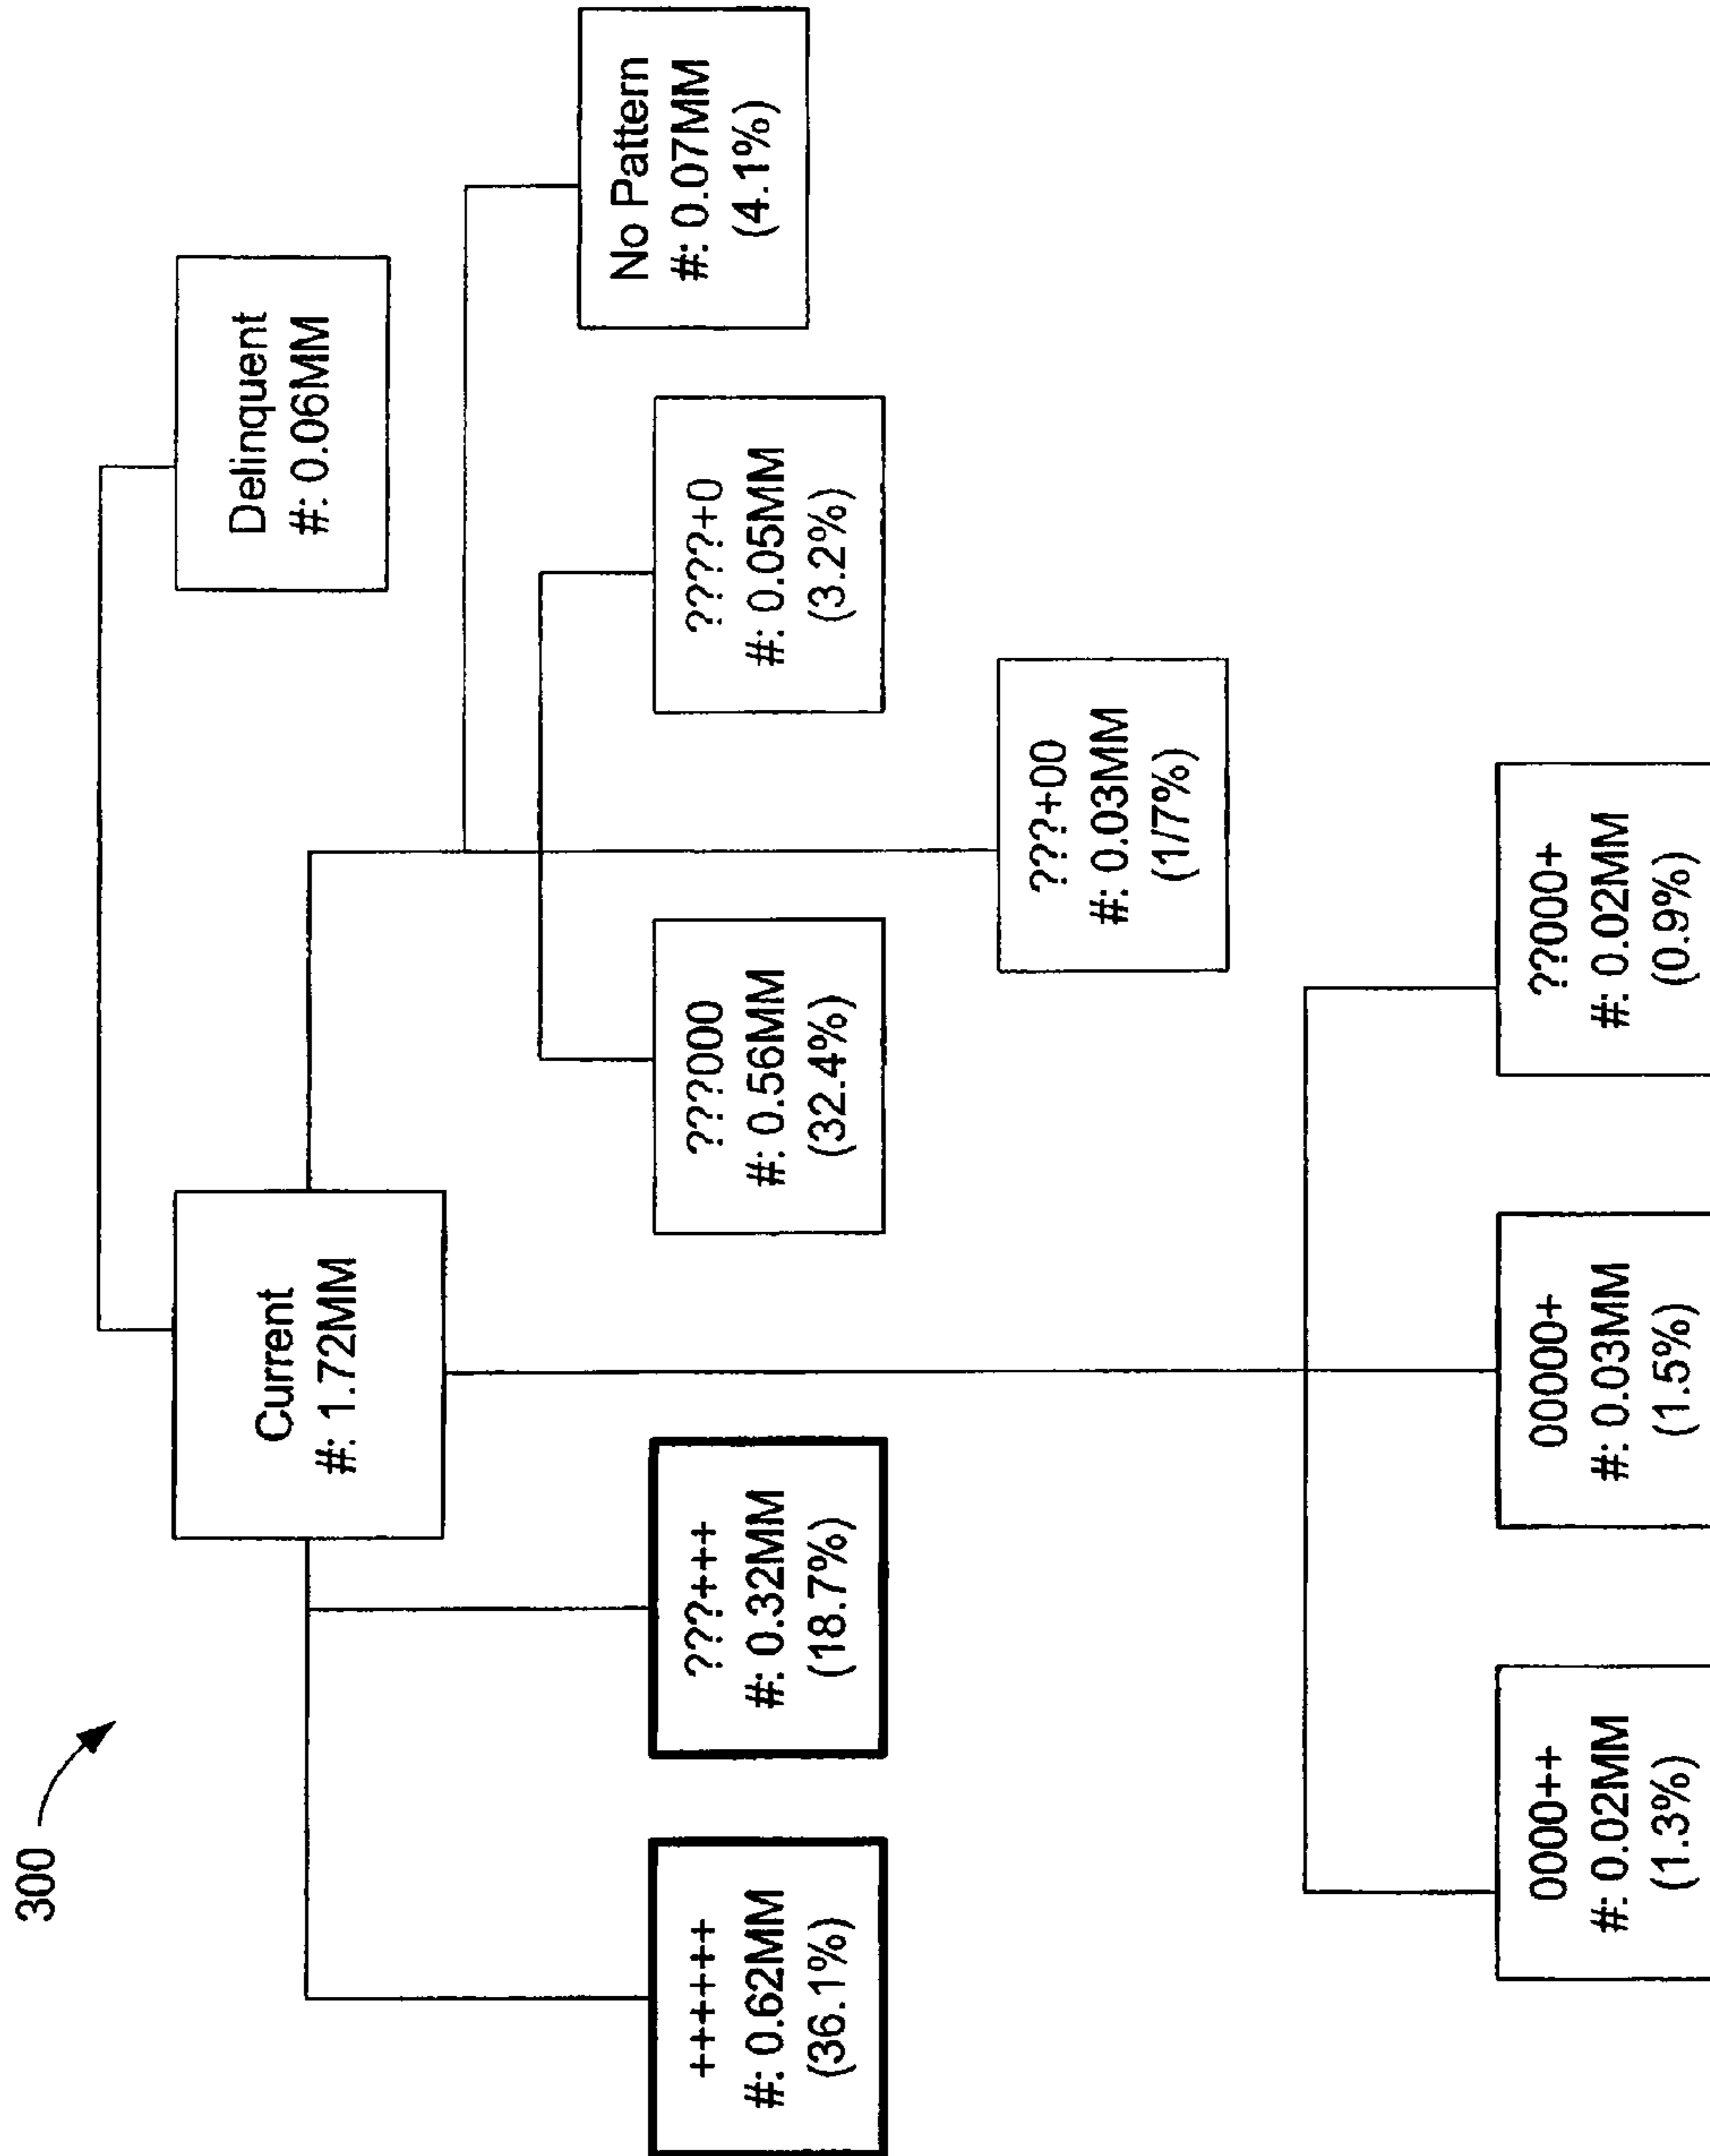 300
Current
#: 1.72MM
Delinquent
#: 0.06MM
++++++
#: 0.62MM
(36.1%)
???+++
#: 0.32MM
(18.7%)
???000
#: 0.56MM
(32.4%)
????+0
#: 0.05MM
(3.2%)
No Pattern
#: 0.07MM
(4.1%)
???+00
#: 0.03MM
(1/7%)
0000++
#: 0.02MM
(1.3%)
00000+
#: 0.03MM
(1.5%)
??000+
#: 0.02MM
(0.9%)